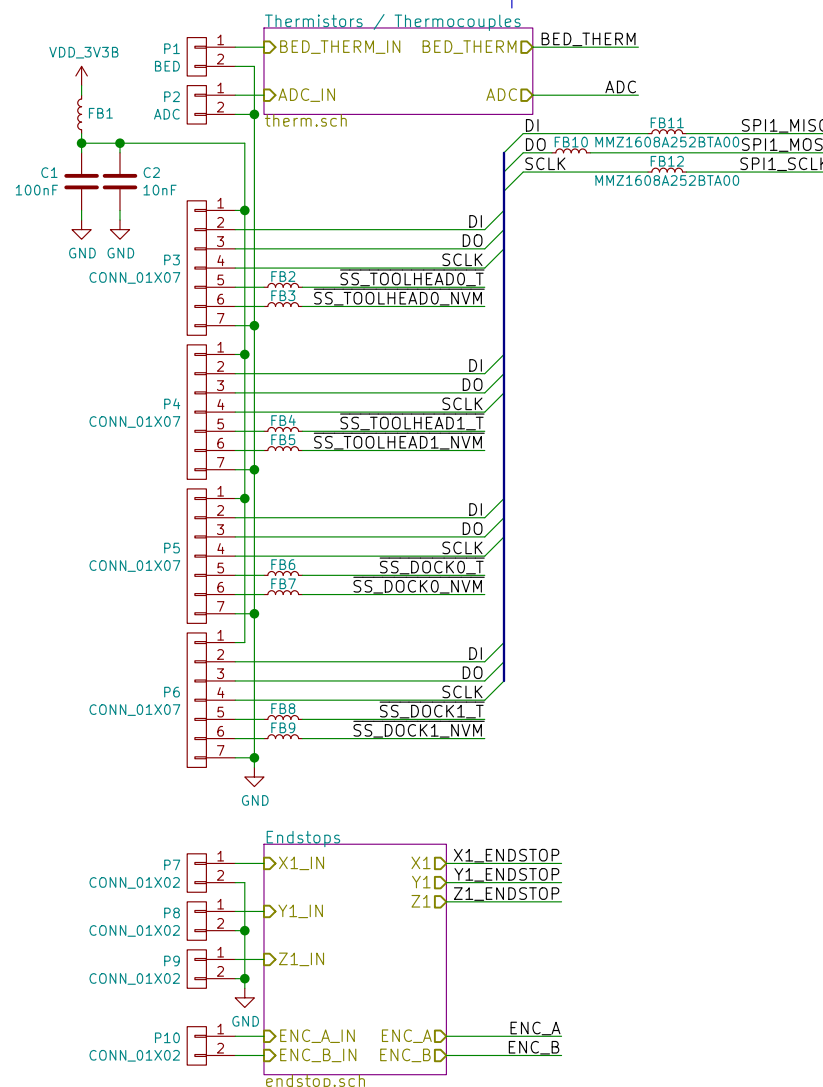 Thermistors / Thermocouples
P1
BED
1
2
BED_THERM_IN
BED_THERM
BED_THERM
P2
ADC
1
2
ADC_IN
ADC
ADC
therm.sch
VDD_3V3B
FB1
C1
100nF
C2
10nF
GND
GND
DI
FB11
SPI1_MISO
DO
FB10
MMZ1608A252BTA00
SPI1_MOS
SCLK
FB12
SPI1_SCLK
MMZ1608A252BTA00
P3
CONN_01X07
1
2
DI
3
DO
4
SCLK
5
FB2
SS_TOOLHEAD0_T
6
FB3
SS_TOOLHEAD0_NVM
7
P4
CONN_01X07
1
2
DI
3
DO
4
SCLK
5
FB4
SS_TOOLHEAD1_T
6
FB5
SS_TOOLHEAD1_NVM
7
P5
CONN_01X07
1
2
DI
3
DO
4
SCLK
5
FB6
SS_DOCK0_T
6
FB7
SS_DOCK0_NVM
7
P6
CONN_01X07
1
2
DI
3
DO
4
SCLK
5
FB8
SS_DOCK1_T
6
FB9
SS_DOCK1_NVM
7
GND
Endstops
P7
CONN_01X02
1
2
X1_IN
X1
X1_ENDSTOP
Y1
Y1_ENDSTOP
Z1
Z1_ENDSTOP
P8
CONN_01X02
1
2
Y1_IN
P9
CONN_01X02
1
2
Z1_IN
GND
P10
CONN_01X02
1
2
ENC_A_IN
ENC_A
ENC_A
ENC_B_IN
ENC_B
ENC_B
endstop.sch